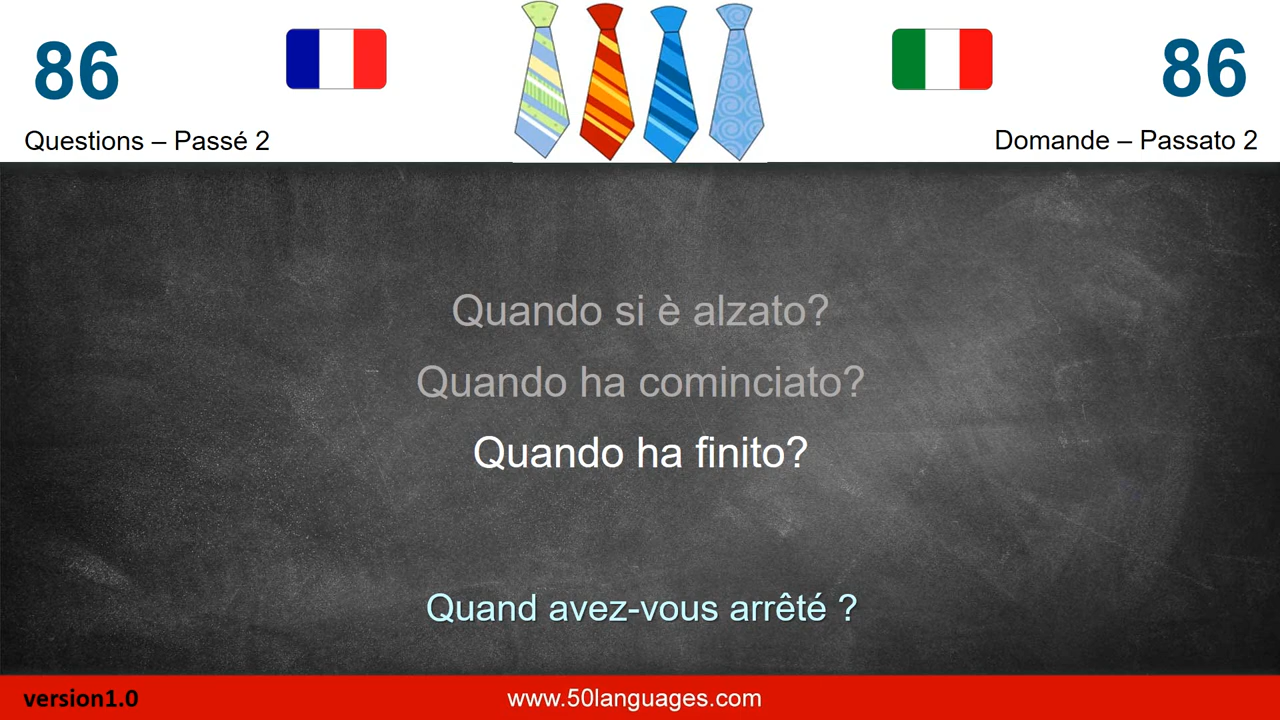 86
86
Questions – Passé 2
Domande – Passato 2
Quando si è alzato?
Quando ha cominciato?
Quando ha finito?
Quand avez-vous arrêté ?
version1.0
www.50languages.com